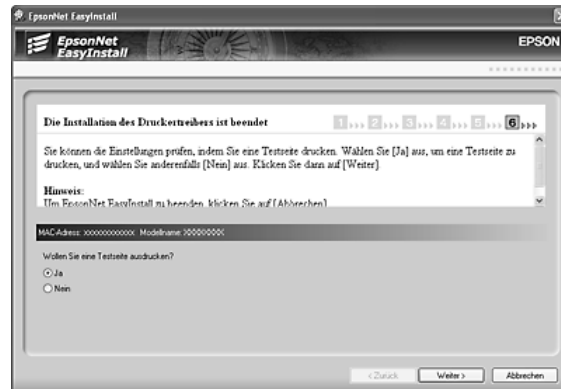 EpsonNet EasyInstall
EpsonNet
EasyInstall
EPSON
Die Installation des Druckertreibers ist beendet
1 2 3 4 5 6
Sie können die Einstellungen prüfen, indem Sie eine Testseite drucken. Wählen Sie [Ja] aus, um eine Testseite zu
drucken, und wählen Sie anderenfalls [Nein] aus. Klicken Sie dann auf [Weiter].
Hinweis:
Um EpsonNet EasyInstall zu beenden, klicken Sie auf [Abbrechen]
MAC-Adress: XXXXXXXXXXXX Modellname: XXXXXXXX
Wollen Sie eine Testseite ausdrucken?
Ja
Nein
< Zurück
Weiter >
Abbrechen